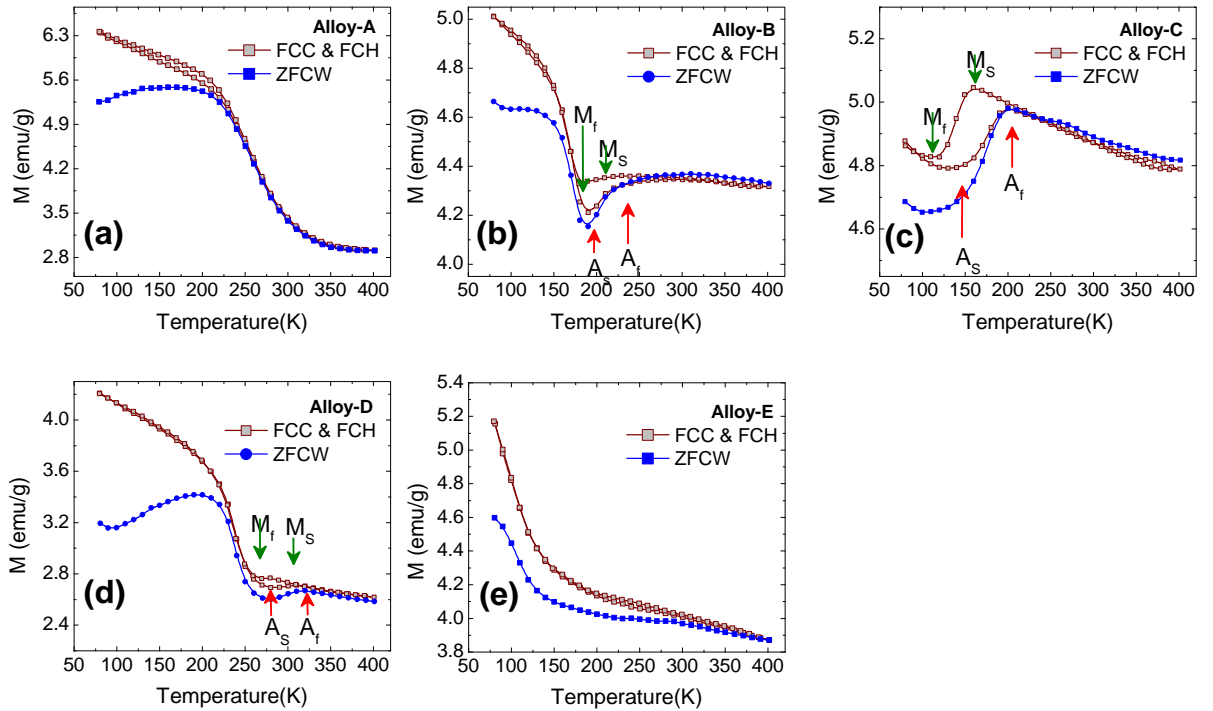 Alloy-A
FCC & FCH
ZFCW
(a)
M (emu/g)
6.3
5.6
4.9
4.2
3.5
2.8
50 100 150 200 250 300 350 400
Temperature(K)
Alloy-B
FCC & FCH
ZFCW
(b)
M (emu/g)
5.0
4.8
4.6
4.4
4.2
4.0
Mf
MS
As
Af
50 100 150 200 250 300 350 400
Temperature(K)
Alloy-C
FCC & FCH
ZFCW
(c)
M (emu/g)
5.2
5.0
4.8
4.6
MS
Mf
AS
Af
50 100 150 200 250 300 350 400
Temperature(K)
Alloy-D
FCC & FCH
ZFCW
(d)
M (emu/g)
4.0
3.6
3.2
2.8
2.4
Mf
MS
AS
Af
50 100 150 200 250 300 350 400
Temperature(K)
Alloy-E
FCC & FCH
ZFCW
(e)
M (emu/g)
5.4
5.2
5.0
4.8
4.6
4.4
4.2
4.0
3.8
50 100 150 200 250 300 350 400
Temperature(K)